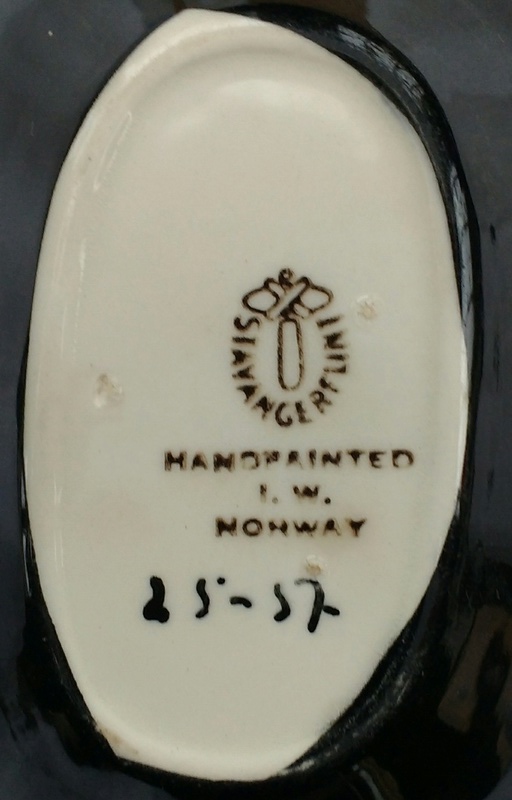 STAVANGERFLINT
HANDPAINTED
I. W.
NORWAY
25-57